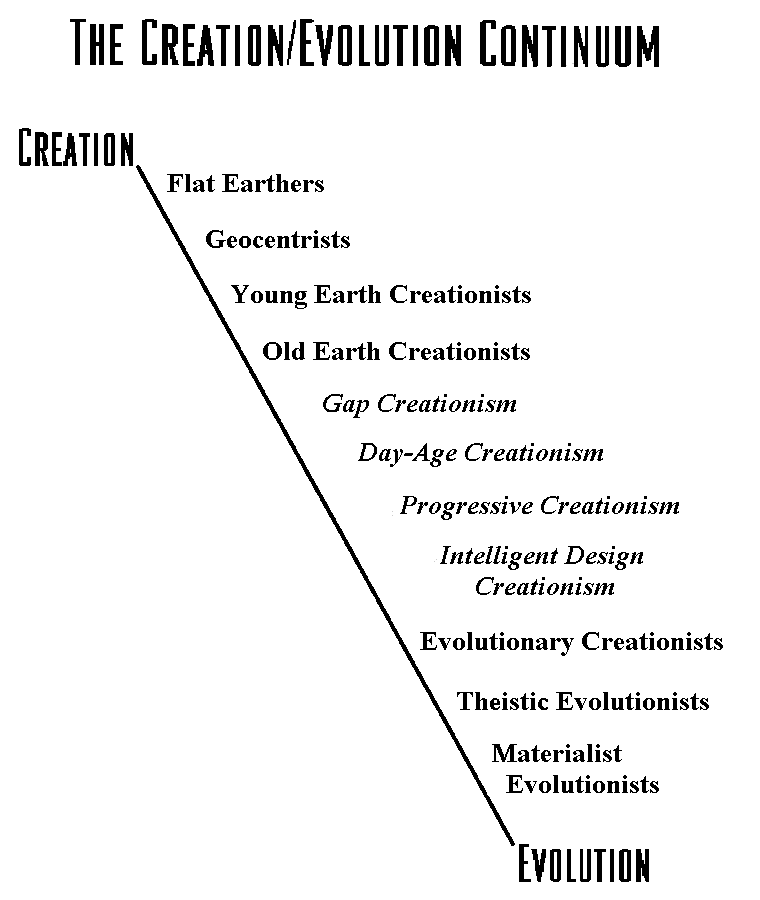 THE CREATION/EVOLUTION CONTINUUM
CREATION
Flat Earthers
Geocentrists
Young Earth Creationists
Old Earth Creationists
Gap Creationism
Day-Age Creationism
Progressive Creationism
Intelligent Design
Creationism
Evolutionary Creationists
Theistic Evolutionists
Materialist
Evolutionists
EVOLUTION